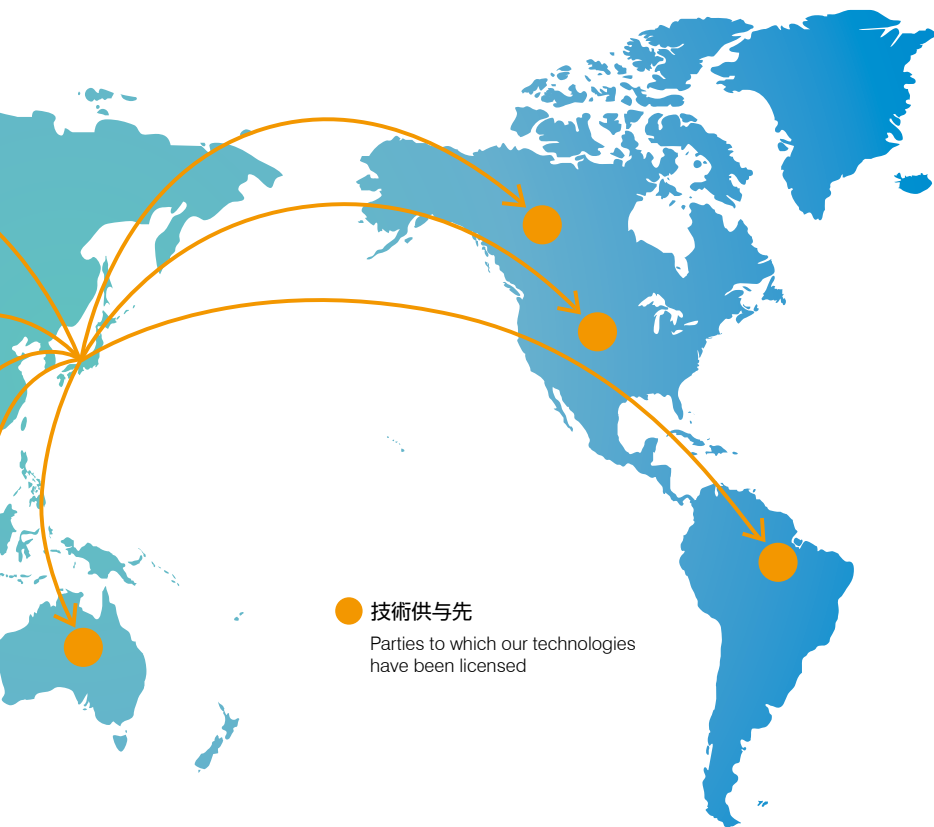 技術供与先
Parties to which our technologies
have been licensed